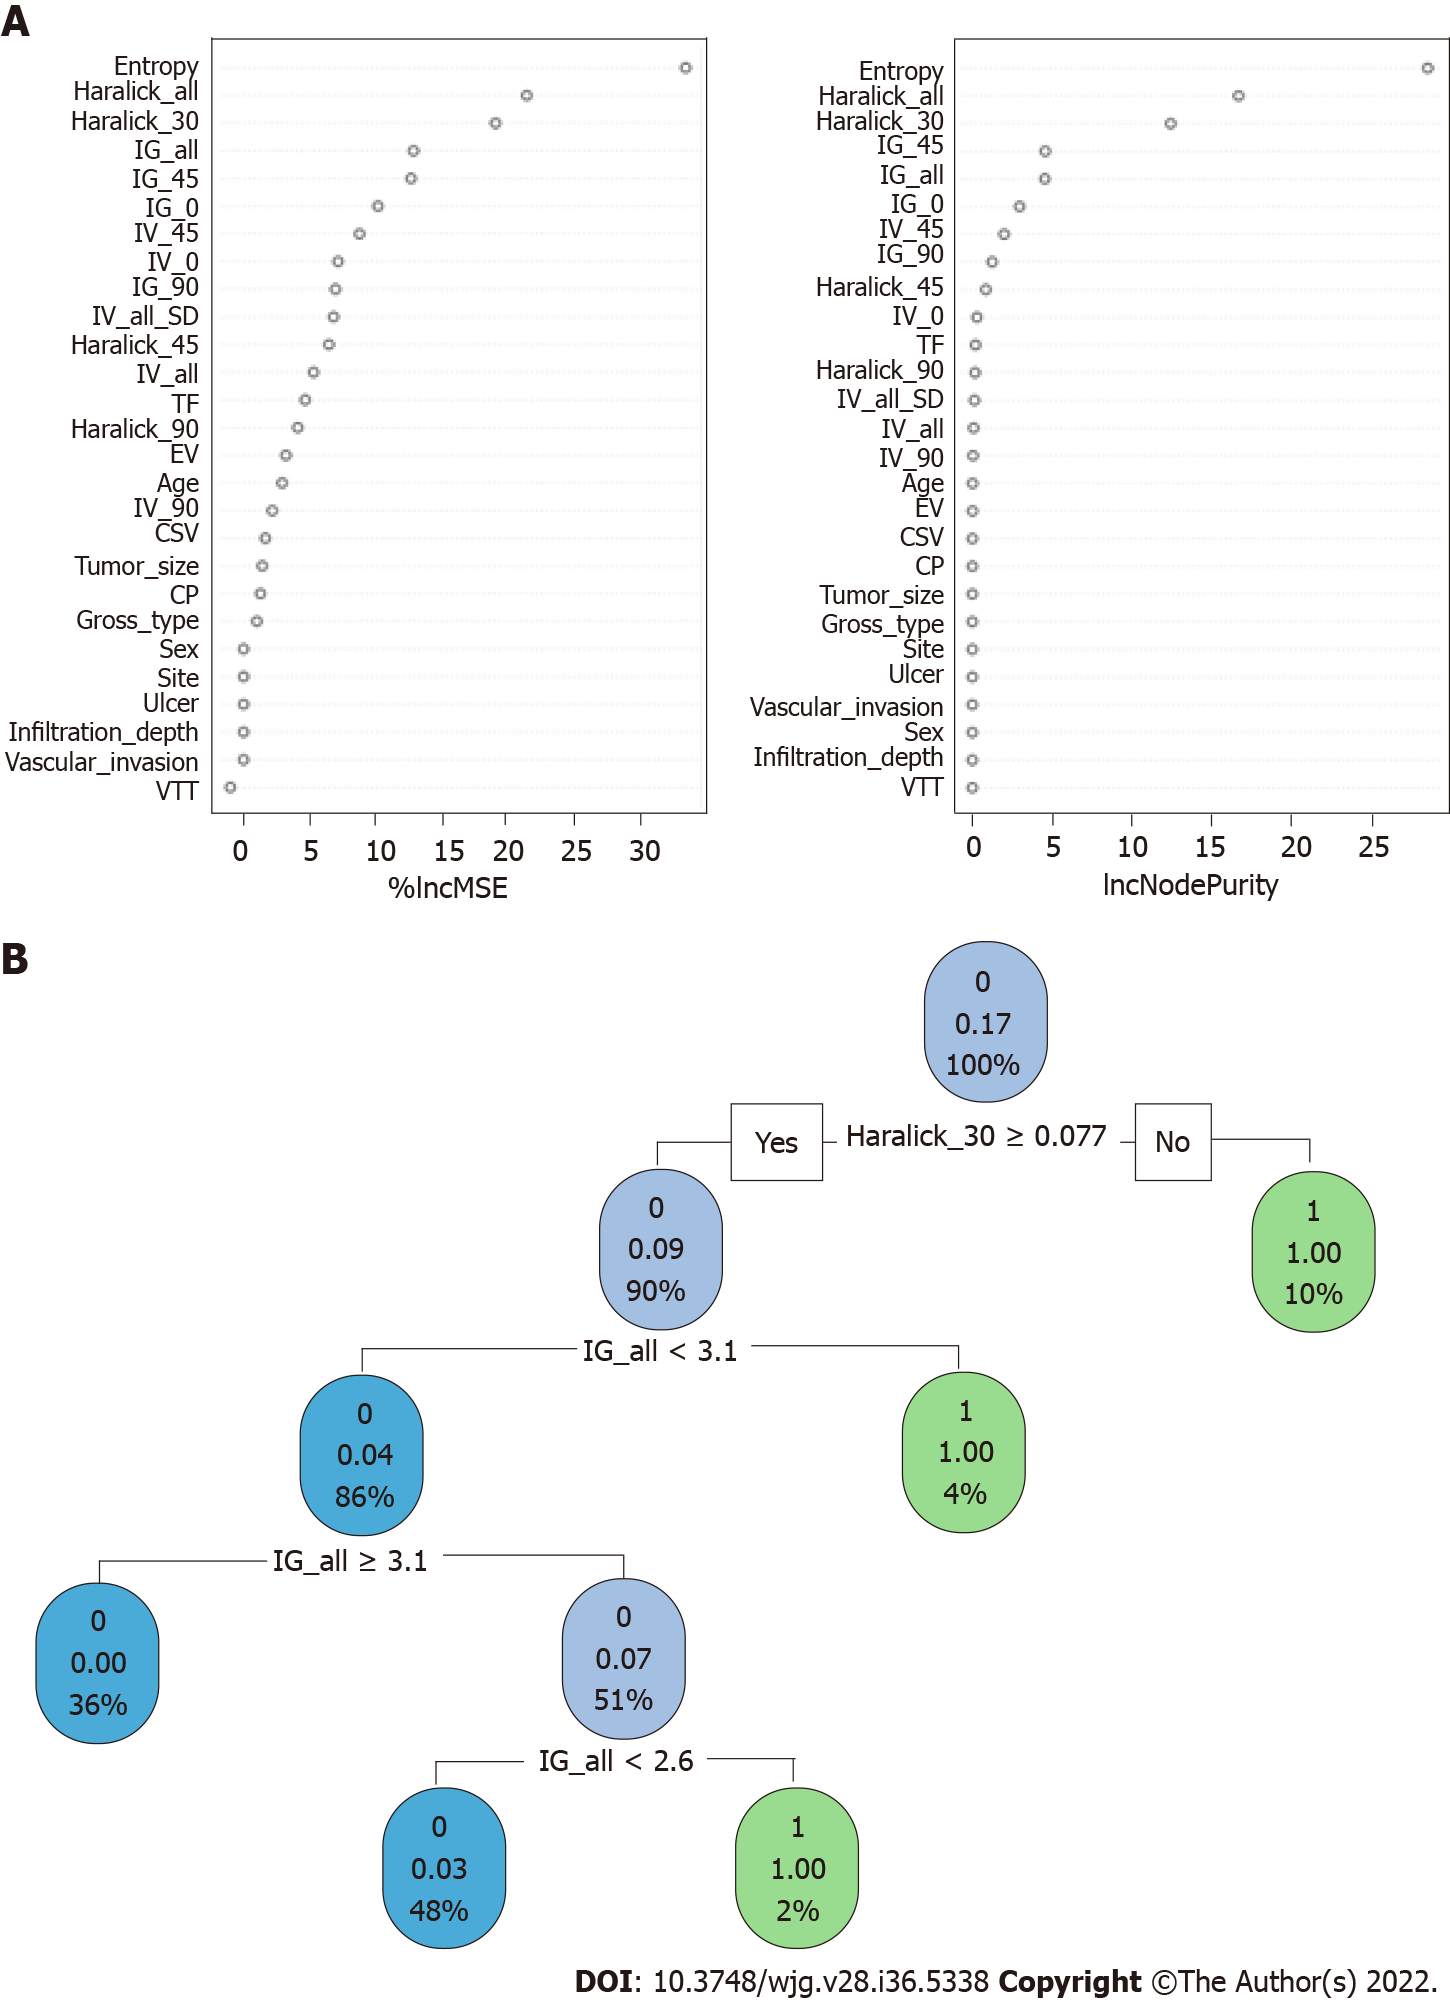 A
Entropy
Haralick_all
Haralick_30
IG_all
IG_45
IG_0
IV_45
IV_0
IG_90
IV_all_SD
Haralick_45
IV_all
TF
Haralick_90
EV
Age
IV_90
CSV
Tumor_size
CP
Gross_type
Sex
Site
Ulcer
Infiltration_depth
Vascular_invasion
VTT
0 5 10 15 20 25 30
%lncMSE
Entropy
Haralick_all
Haralick_30
IG_45
IG_all
IG_0
IV_45
IG_90
Haralick_45
IV_0
TF
Haralick_90
IV_all_SD
IV_all
IV_90
Age
EV
CSV
CP
Tumor_size
Gross_type
Site
Ulcer
Vascular_invasion
Sex
Infiltration_depth
VTT
0 5 10 15 20 25
lncNodePurity
B
0
0.17
100%
Yes Haralick_30 ≥ 0.077 No
0
0.09
90%
1
1.00
10%
IG_all < 3.1
0
0.04
86%
1
1.00
4%
IG_all ≥ 3.1
0
0.00
36%
0
0.07
51%
IG_all < 2.6
0
0.03
48%
1
1.00
2%
DOI: 10.3748/wjg.v28.i36.5338 Copyright ©The Author(s) 2022.